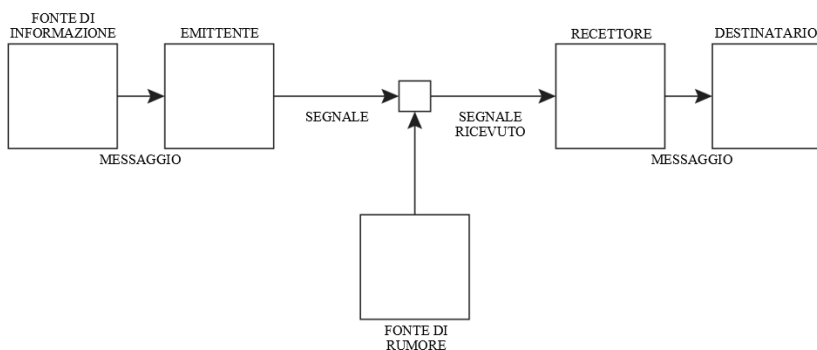 FONTE DI
INFORMAZIONE
EMITTENTE
RECETTORE
DESTINATARIO
SEGNALE
SEGNALE
RICEVUTO
MESSAGGIO
MESSAGGIO
FONTE DI
RUMORE